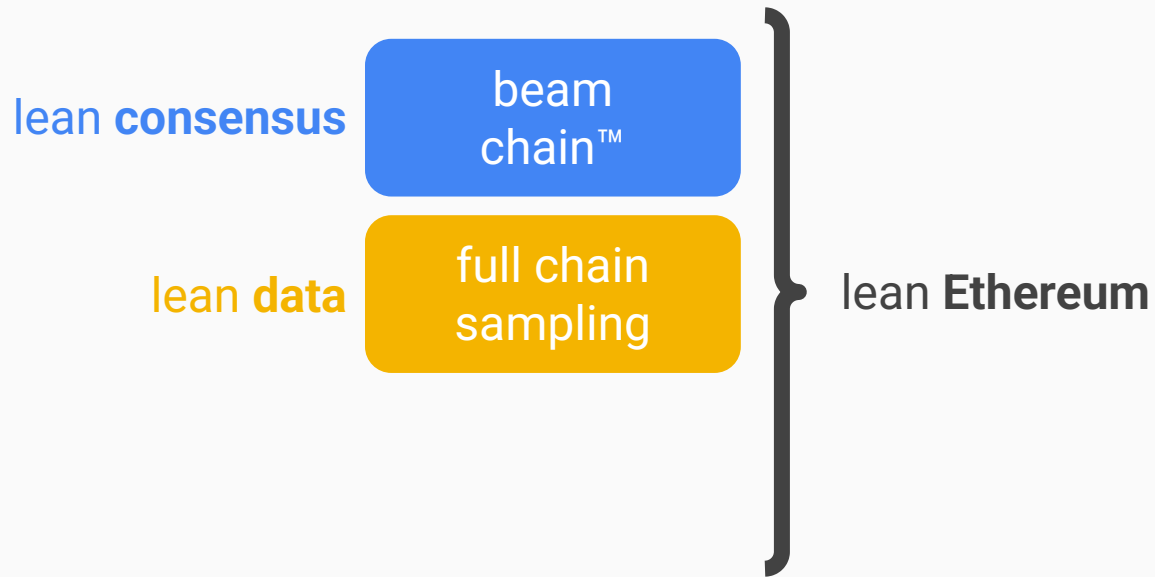 lean consensus
beam
chain™
lean data
full chain
sampling
lean Ethereum